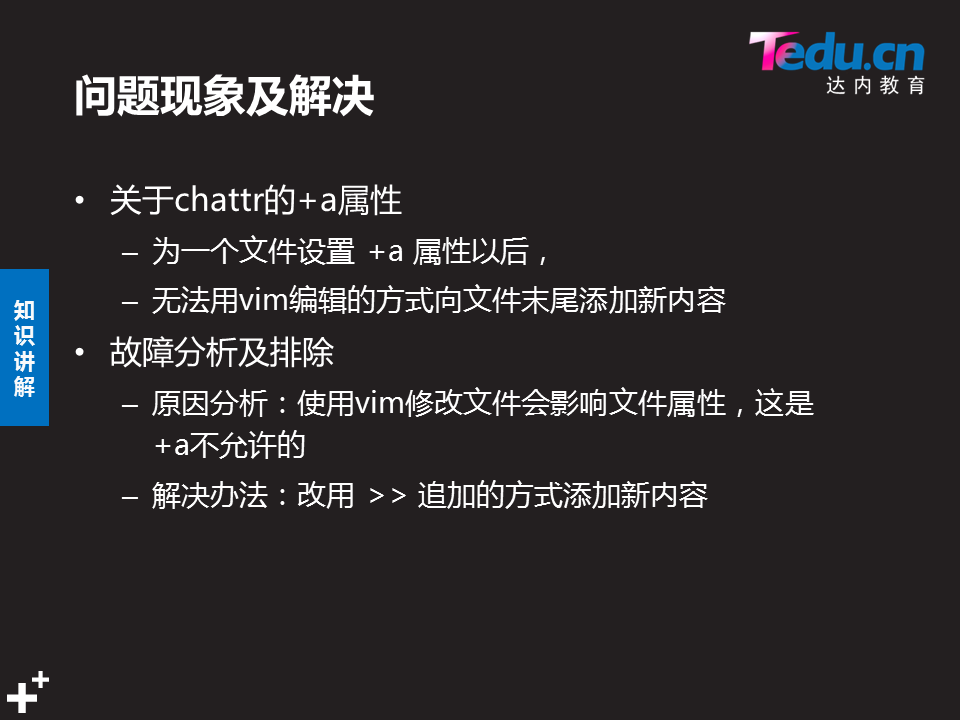 Tedu.cn
达内教育
问题现象及解决
• 关于chattr的+a属性
– 为一个文件设置 +a 属性以后，
– 无法用vim编辑的方式向文件末尾添加新内容
• 故障分析及排除
– 原因分析：使用vim修改文件会影响文件属性，这是
+a不允许的
– 解决办法：改用 >> 追加的方式添加新内容
知
识
讲
解